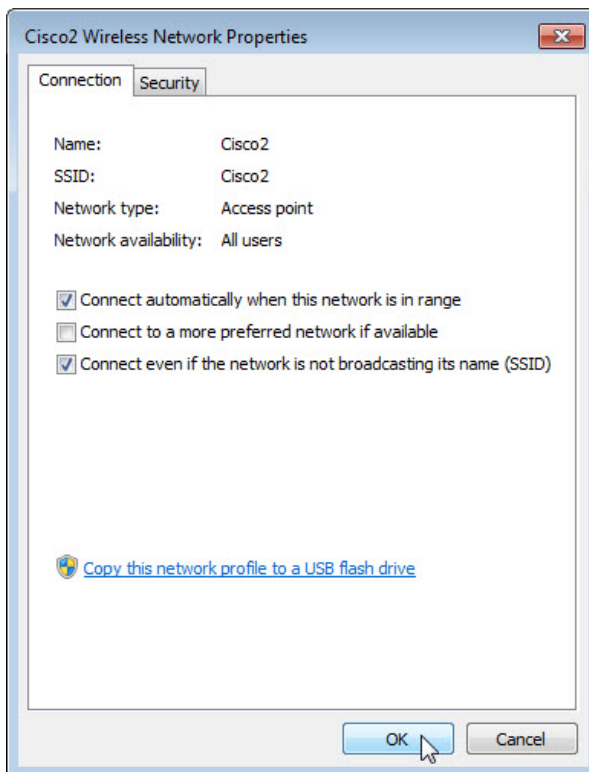 Cisco2 Wireless Network Properties
Connection Security
Name: Cisco2
SSID: Cisco2
Network type: Access point
Network availability: All users
Connect automatically when this network is in range
Connect to a more preferred network if available
Connect even if the network is not broadcasting its name (SSID)
Copy this network profile to a USB flash drive
OK Cancel